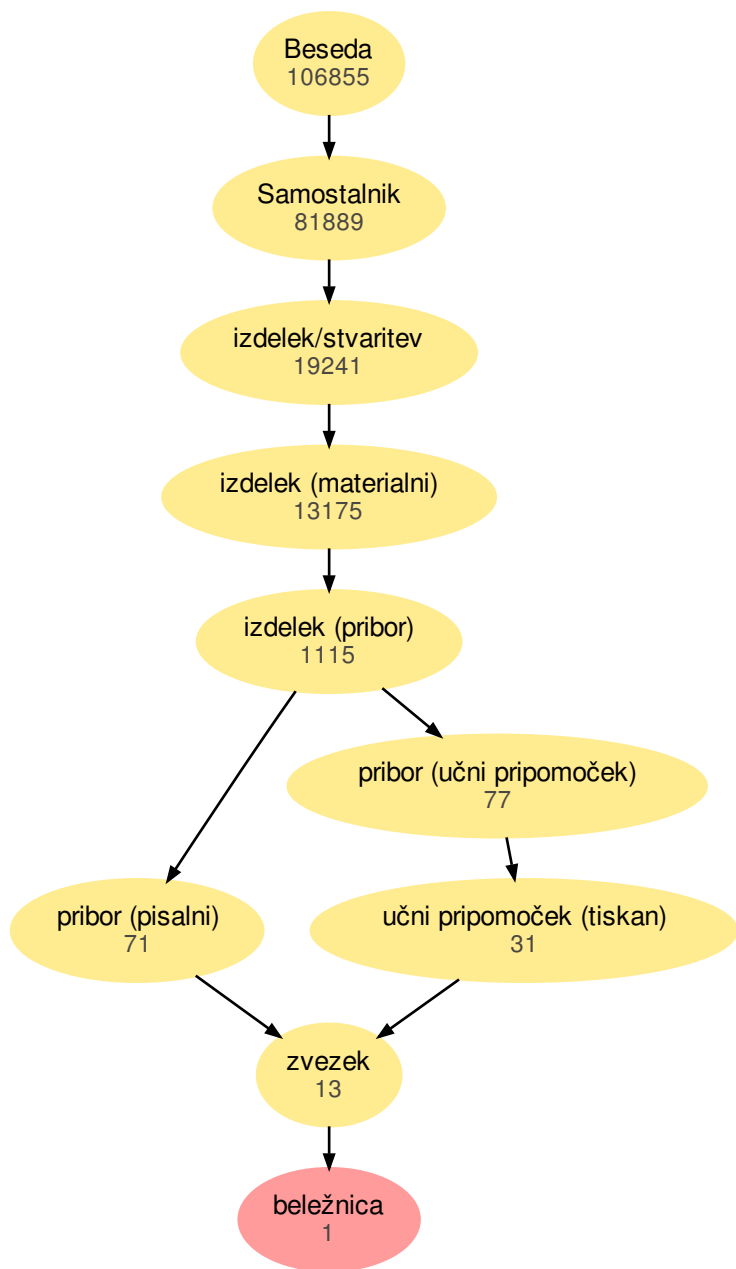 Beseda
106855
Samostalnik
81889
izdelek/stvaritev
19241
izdelek (materialni)
13175
izdelek (pribor)
1115
pribor (učni pripomoček)
77
pribor (pisalni)
71
učni pripomoček (tiskan)
31
zvezek
13
beležnica
1